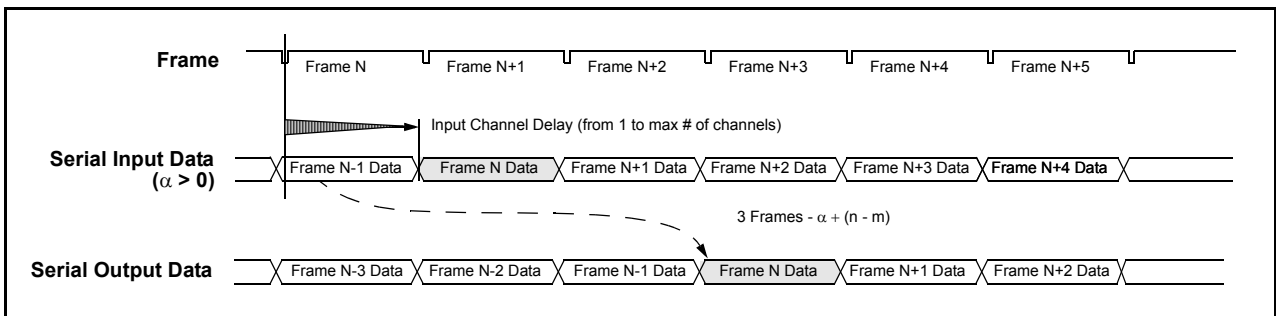 Frame
Frame N Frame N+1 Frame N+2 Frame N+3 Frame N+4 Frame N+5
Input Channel Delay (from 1 to max # of channels)
Serial Input Data
(α > 0)
Frame N-1 Data Frame N Data Frame N+1 Data Frame N+2 Data Frame N+3 Data Frame N+4 Data
3 Frames - α + (n - m)
Serial Output Data
Frame N-3 Data Frame N-2 Data Frame N-1 Data Frame N Data Frame N+1 Data Frame N+2 Data